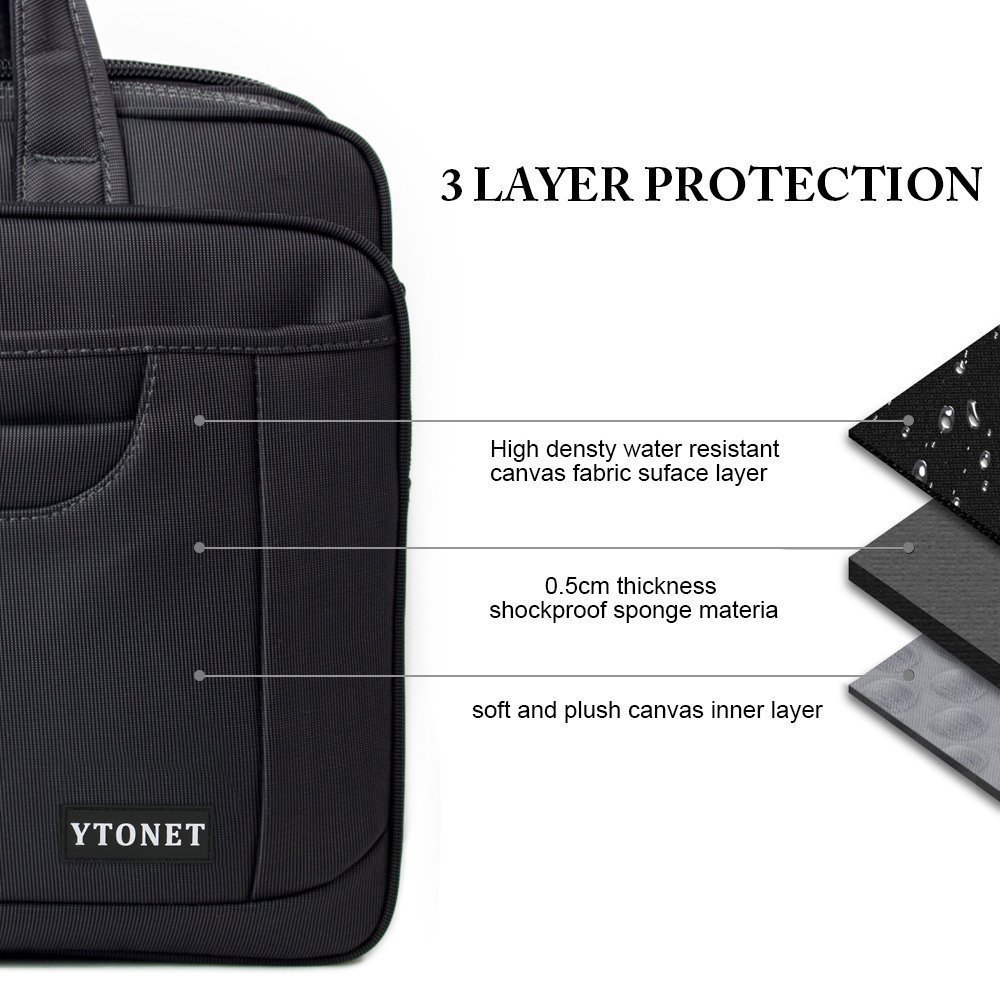 3 LAYER PROTECTION
High densty water resistant
canvas fabric suface layer
0.5cm thickness
shockproof sponge materia
soft and plush canvas inner layer
YTONET